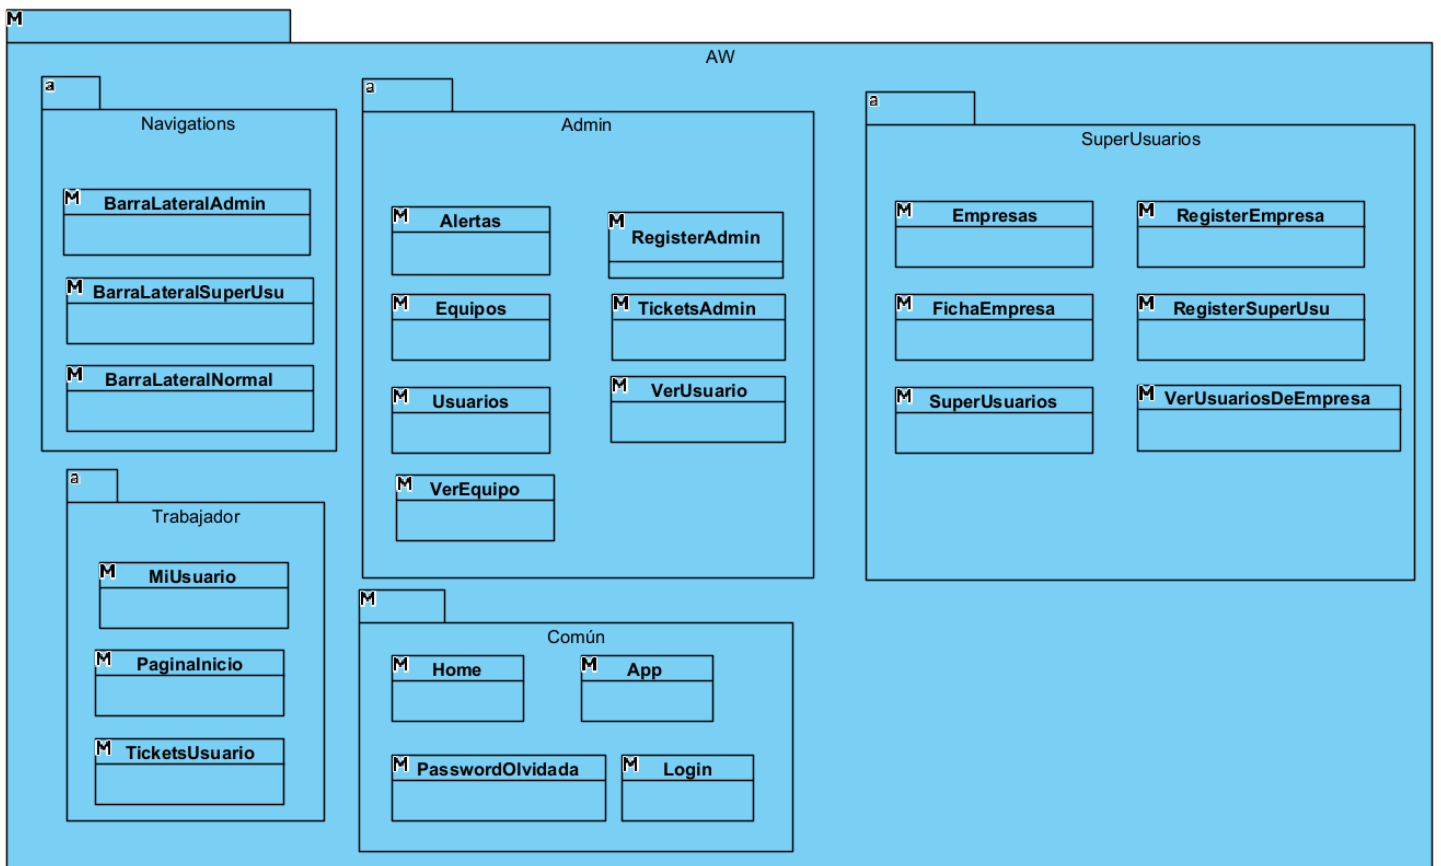 M
AW
a
Navigations
M BarraLateralAdmin
M BarraLateralSuperUsu
M BarraLateralNormal
a
Admin
M Alertas
M RegisterAdmin
M Equipos
M TicketsAdmin
M Usuarios
M VerUsuario
M VerEquipo
a
SuperUsuarios
M Empresas
M RegisterEmpresa
M FichaEmpresa
M RegisterSuperUsu
M SuperUsuarios
M VerUsuariosDeEmpresa
a
Trabajador
M MiUsuario
M PaginaInicio
M TicketsUsuario
M
Común
M Home
M App
M PasswordOlvidada
M Login